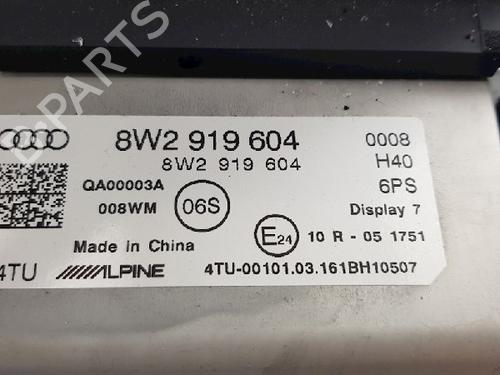 8W2 919 604 0008
8W2 919 604 H40
QA00003A 6PS
008WM 06S Display 7
E24 10 R - 05 1751
Made in China
4TU ALPINE 4TU-00101.03.161BH10507
B-PARTS